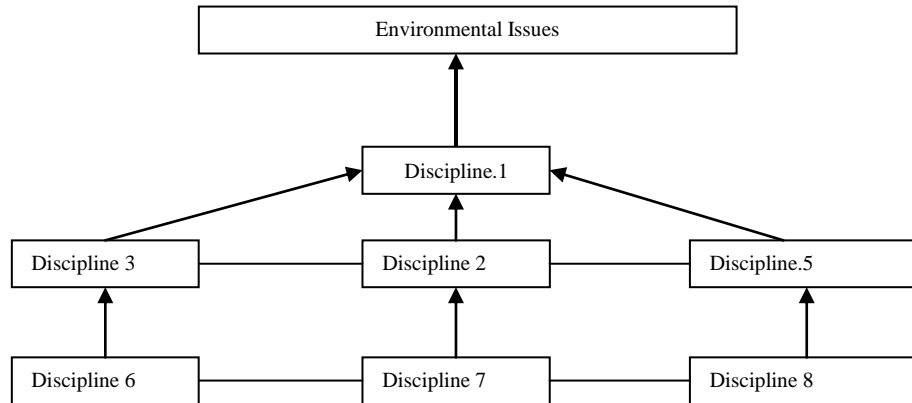 Environmental Issues
Discipline.1
Discipline 3
Discipline 2
Discipline.5
Discipline 6
Discipline 7
Discipline 8